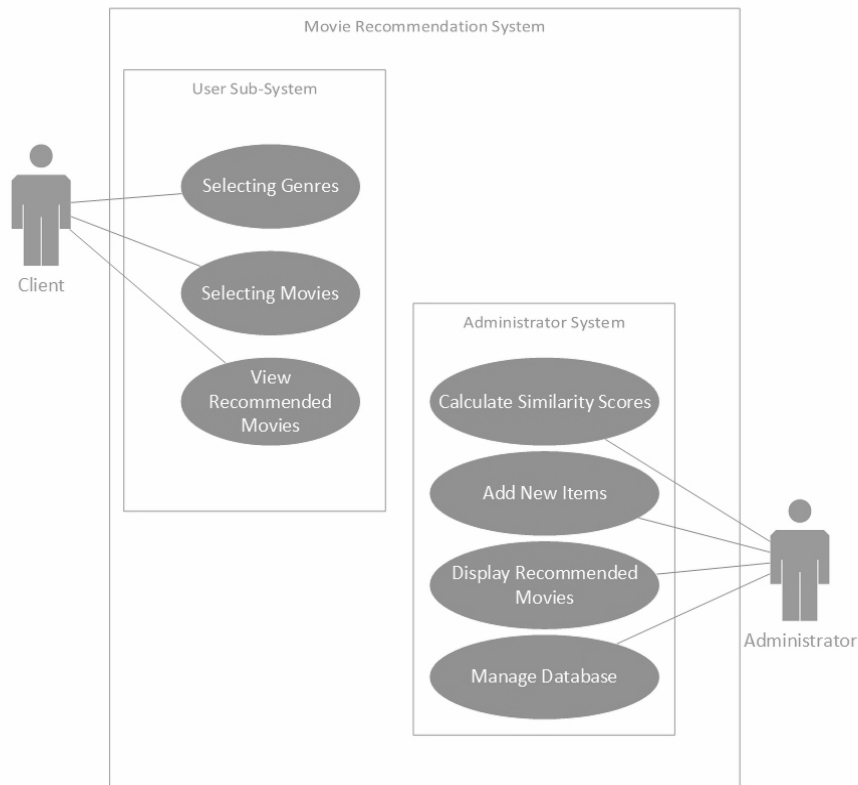 Movie Recommendation System
User Sub-System
Selecting Genres
Client
Selecting Movies
View
Recommended
Movies
Administrator System
Calculate Similarity Scores
Add New Items
Display Recommended
Movies
Manage Database
Administrator